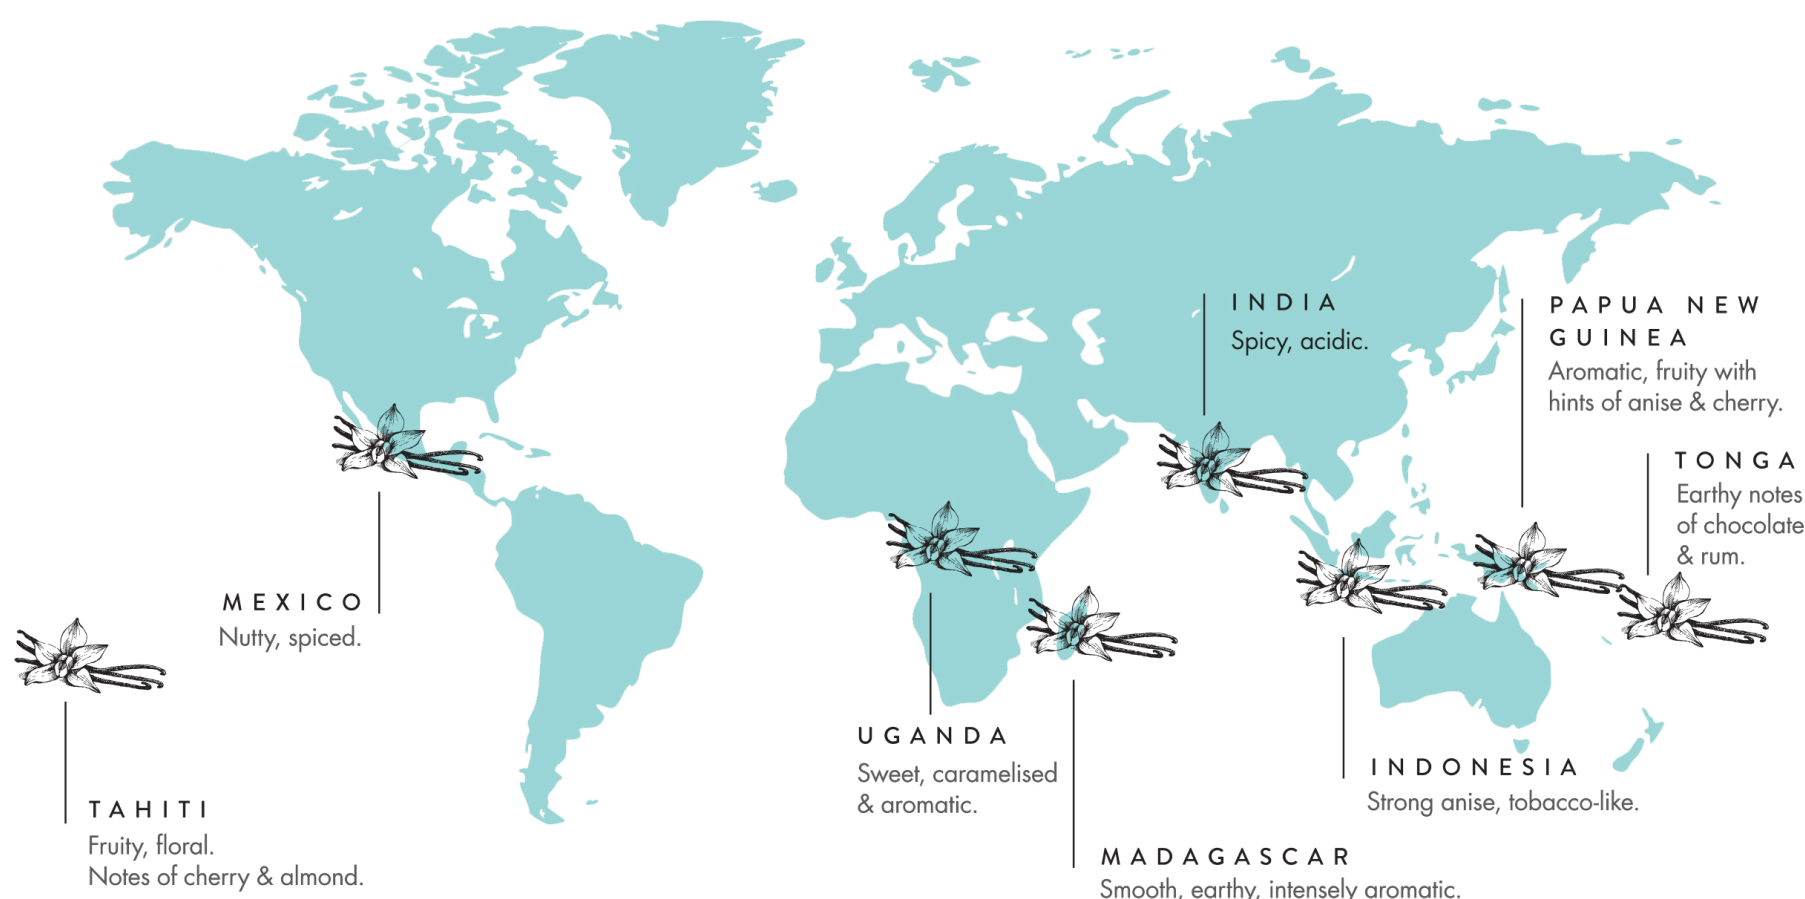 INDIA
Spicy, acidic.
PAPUA NEW
GUINEA
Aromatic, fruity with
hints of anise & cherry.
TONGA
Earthy notes
of chocolate
& rum.
MEXICO
Nutty, spiced.
TAHITI
Fruity, floral.
Notes of cherry & almond.
UGANDA
Sweet, caramelised
& aromatic.
MADAGASCAR
Smooth, earthy, intensely aromatic.
INDONESIA
Strong anise, tobacco-like.